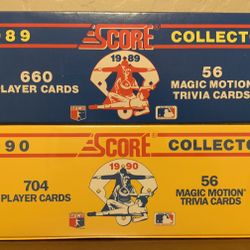 89 SCORE COLLECTO
1989
660
PLAYER CARDS
56
MAGIC MOTION
TRIVIA CARDS
90 SCORE COLLECTO
1990
704
PLAYER CARDS
56
MAGIC MOTION
TRIVIA CARDS